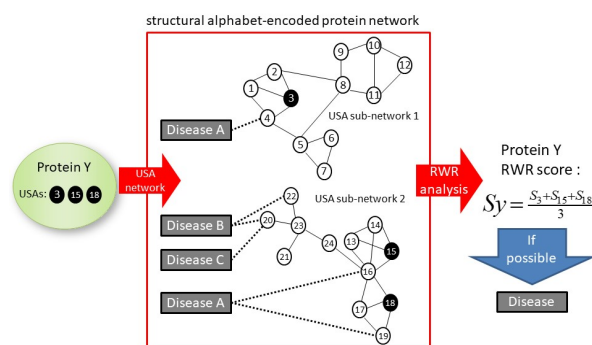 structural alphabet-encoded protein network
9
10
12
8
11
2
1
3
4
USA sub-network 1
Disease A
5
6
7
Protein Y
USAs: 3 15 18
USA
network
USA sub-network 2
22
Disease B
20
23
21
24
Disease C
14
13
15
16
Disease A
17
18
19
RWR
analysis
Protein Y
RWR score :
Sy = S3+S15+S18
3
If
possible
Disease